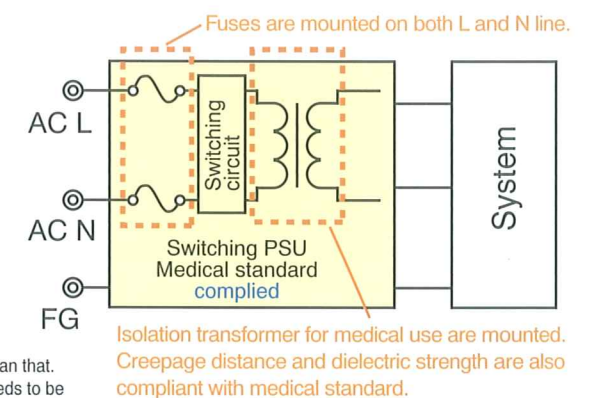 Fuses are mounted on both L and N line.
AC L
Switching
circuit
System
AC N
Switching PSU
Medical standard
complied
FG
Isolation transformer for medical use are mounted.
an that.
Creepage distance and dielectric strength are also
eds to be
compliant with medical standard.